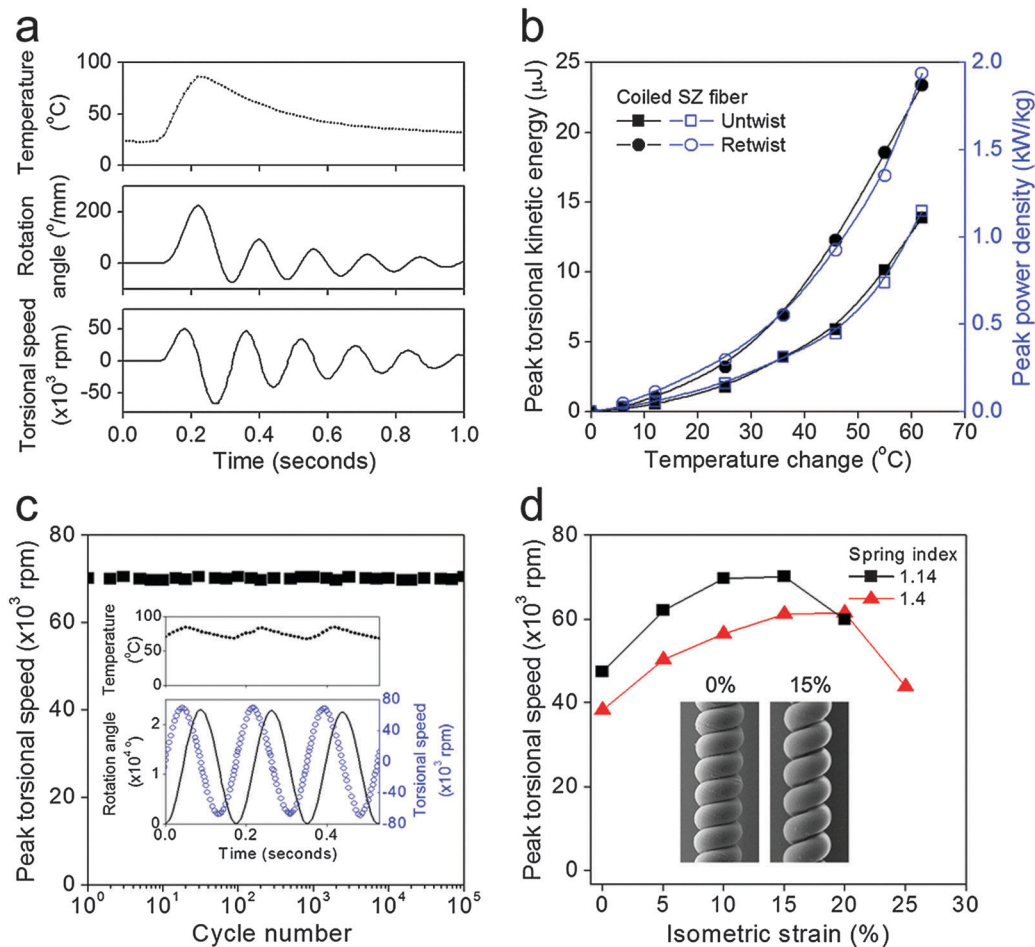 a
Temperature
(°C)
100
50
0
Rotation
angle (°/mm)
200
0
Torsional speed
(x10³ rpm)
50
0
-50
0.0 0.2 0.4 0.6 0.8 1.0
Time (seconds)
b
Peak torsional kinetic energy (μJ)
25
20
15
10
5
0
Coiled SZ fiber
Untwist
Retwist
2.0
1.5
1.0
0.5
0.0
Peak power density (kW/kg)
0 10 20 30 40 50 60 70
Temperature change (°C)
c
Peak torsional speed (x10³ rpm)
80
60
40
20
0
Temperature
(°C)
100
50
0
Rotation angle
(x10⁴ °)
2
1
0
80
40
0
-40
-80
Torsional speed
(x10³ rpm)
0.0 0.2 0.4
Time (seconds)
10⁰ 10¹ 10² 10³ 10⁴ 10⁵
Cycle number
d
Peak torsional speed (x10³ rpm)
80
60
40
20
0
Spring index
1.14
1.4
0% 15%
0 5 10 15 20 25 30
Isometric strain (%)